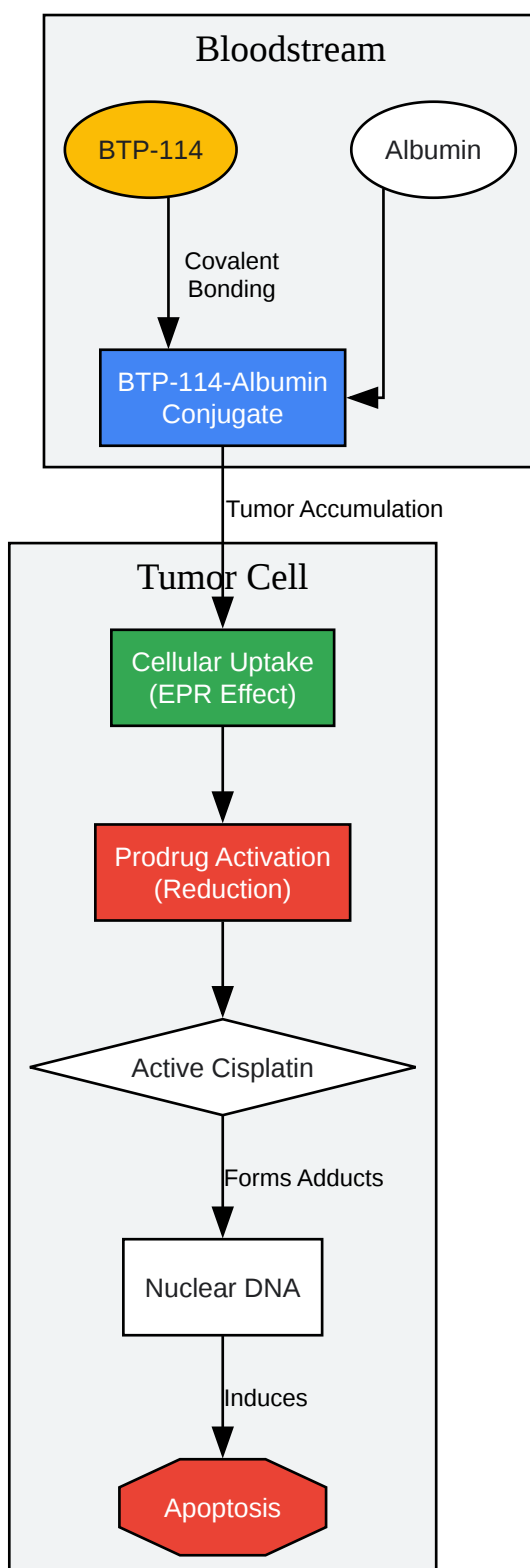 Bloodstream
BTP-114
Albumin
Covalent
Bonding
BTP-114-Albumin
Conjugate
Tumor Accumulation
Tumor Cell
Cellular Uptake
(EPR Effect)
Prodrug Activation
(Reduction)
Active Cisplatin
Forms Adducts
Nuclear DNA
Induces
Apoptosis